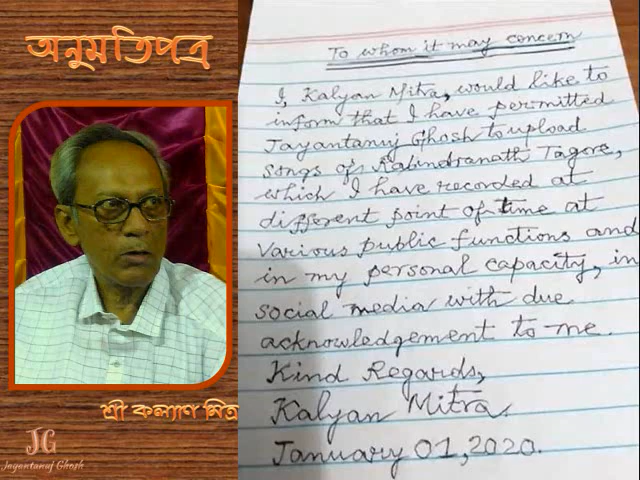 অনুমতিপত্র
শ্রী কল্যাণ মিত্র
JG
Jayantanuj Ghosh
To whom it may concern
I, Kalyan Mitra, would like to
inform that I have permitted
Jayantanuj Ghosh to upload
songs of Rabindranath Tagore,
which I have recorded at
different point of time at
various public functions and
in my personal capacity, in
social media with due
acknowledgement to me.
Kind Regards,
Kalyan Mitra.
January 01, 2020.